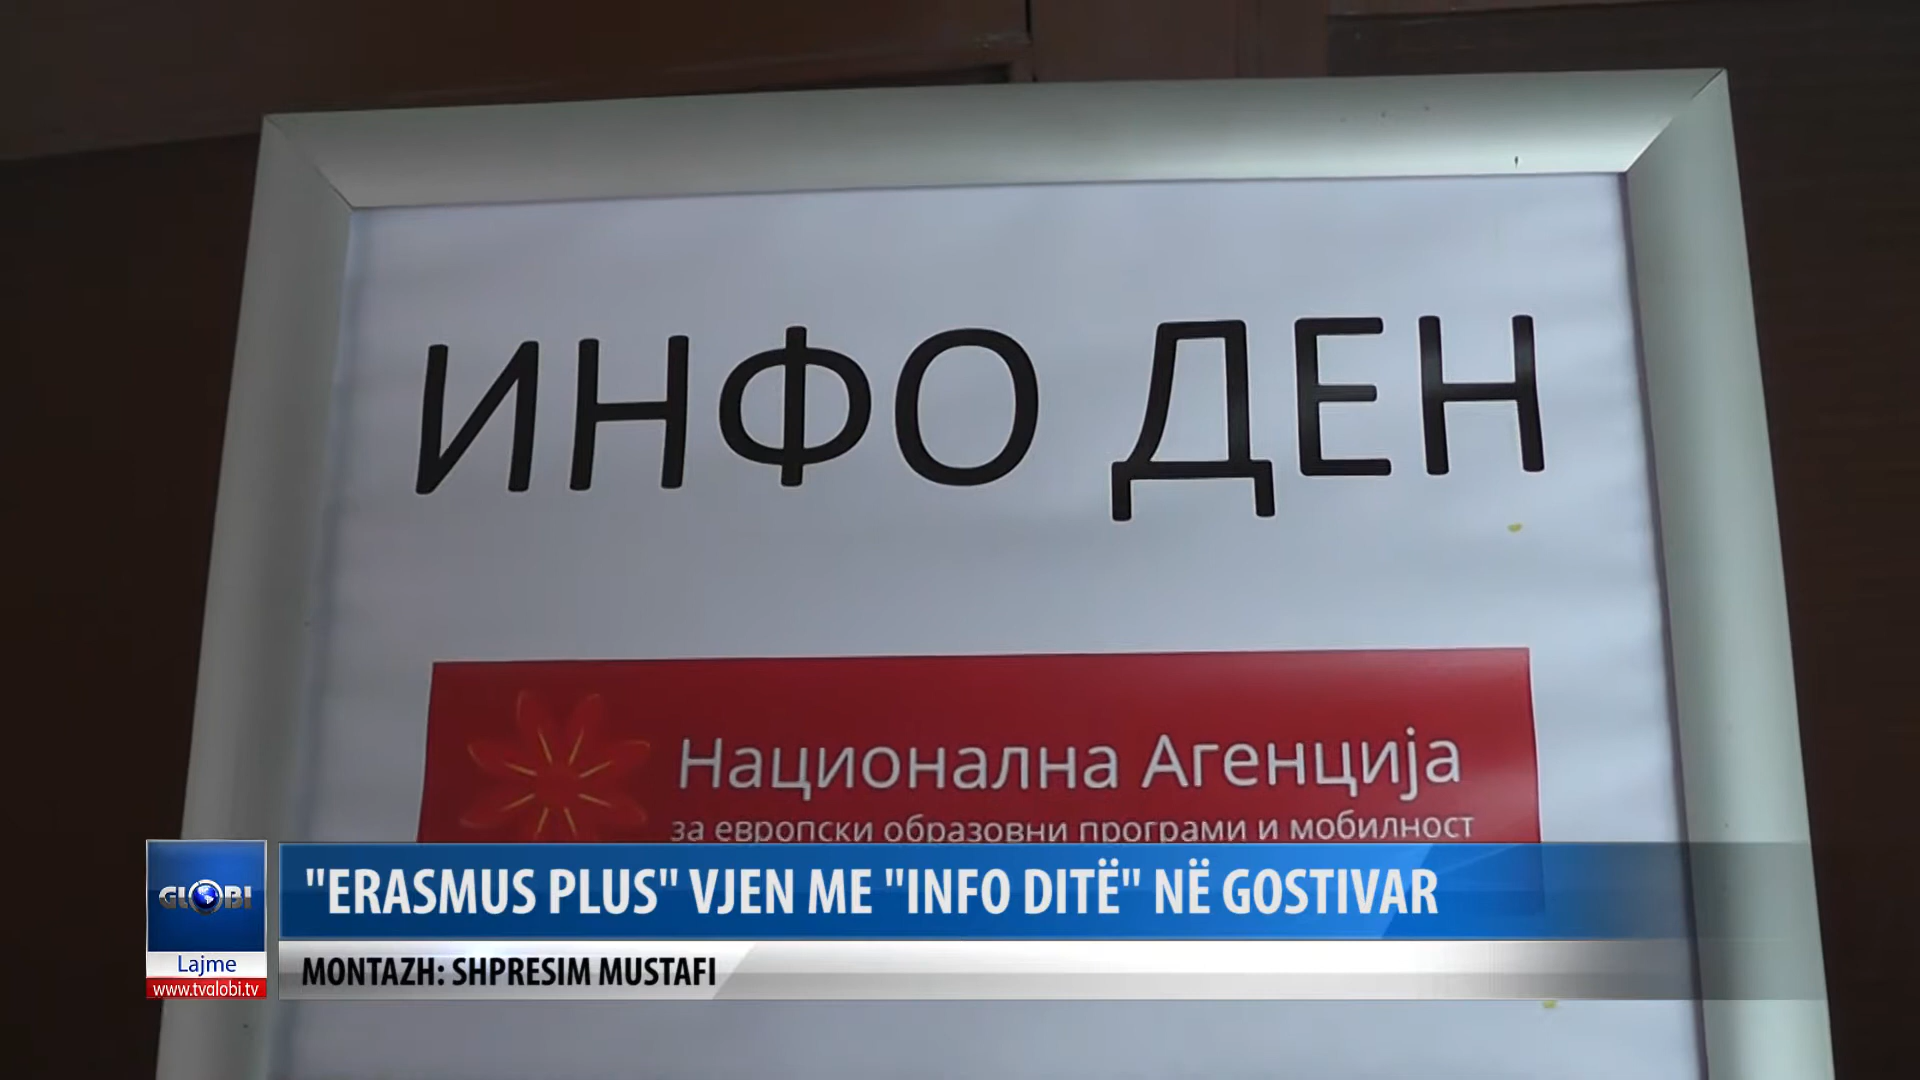 ИНФО ДЕН
Национална Агенција
за европски образовни програми и мобилност
"ERASMUS PLUS" VJEN ME "INFO DITË" NË GOSTIVAR
GLOBI
Lajme
www.tvglobi.tv
MONTAZH: SHPRESIM MUSTAFI